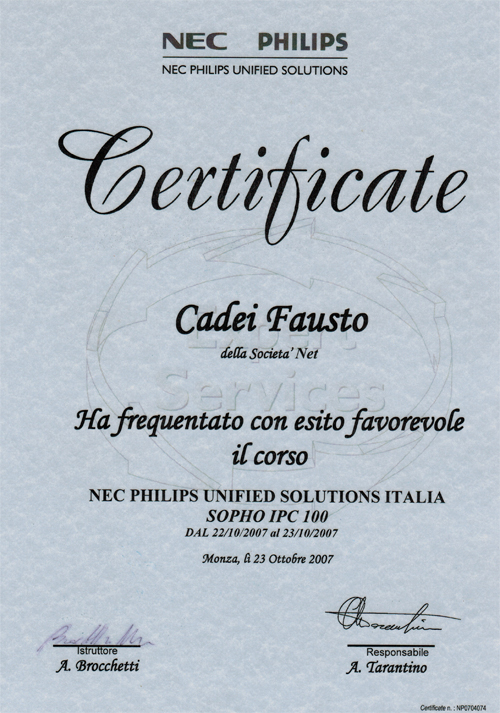 NEC PHILIPS
NEC PHILIPS UNIFIED SOLUTIONS
Certificate
Expert
Services
Cadei Fausto
della Societa' Net
Ha frequentato con esito favorevole
il corso
NEC PHILIPS UNIFIED SOLUTIONS ITALIA
SOPHO IPC 100
DAL 22/10/2007 al 23/10/2007
Monza, lì 23 Ottobre 2007
Istruttore
A. Brocchetti
Responsabile
A. Tarantino
Certificate n. : NP0704074